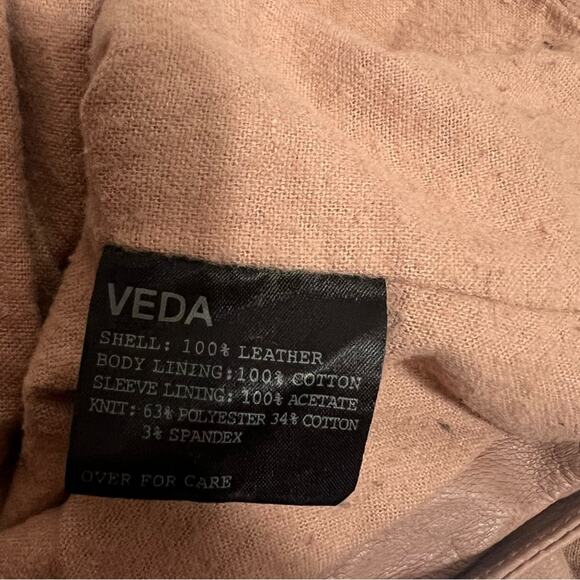 VEDA
SHELL: 100% LEATHER
BODY LINING:100% COTTON
SLEEVE LINING: 100% ACETATE
KNIT: 63% POLYESTER 34% COTTON
3% SPANDEX
OVER FOR CARE